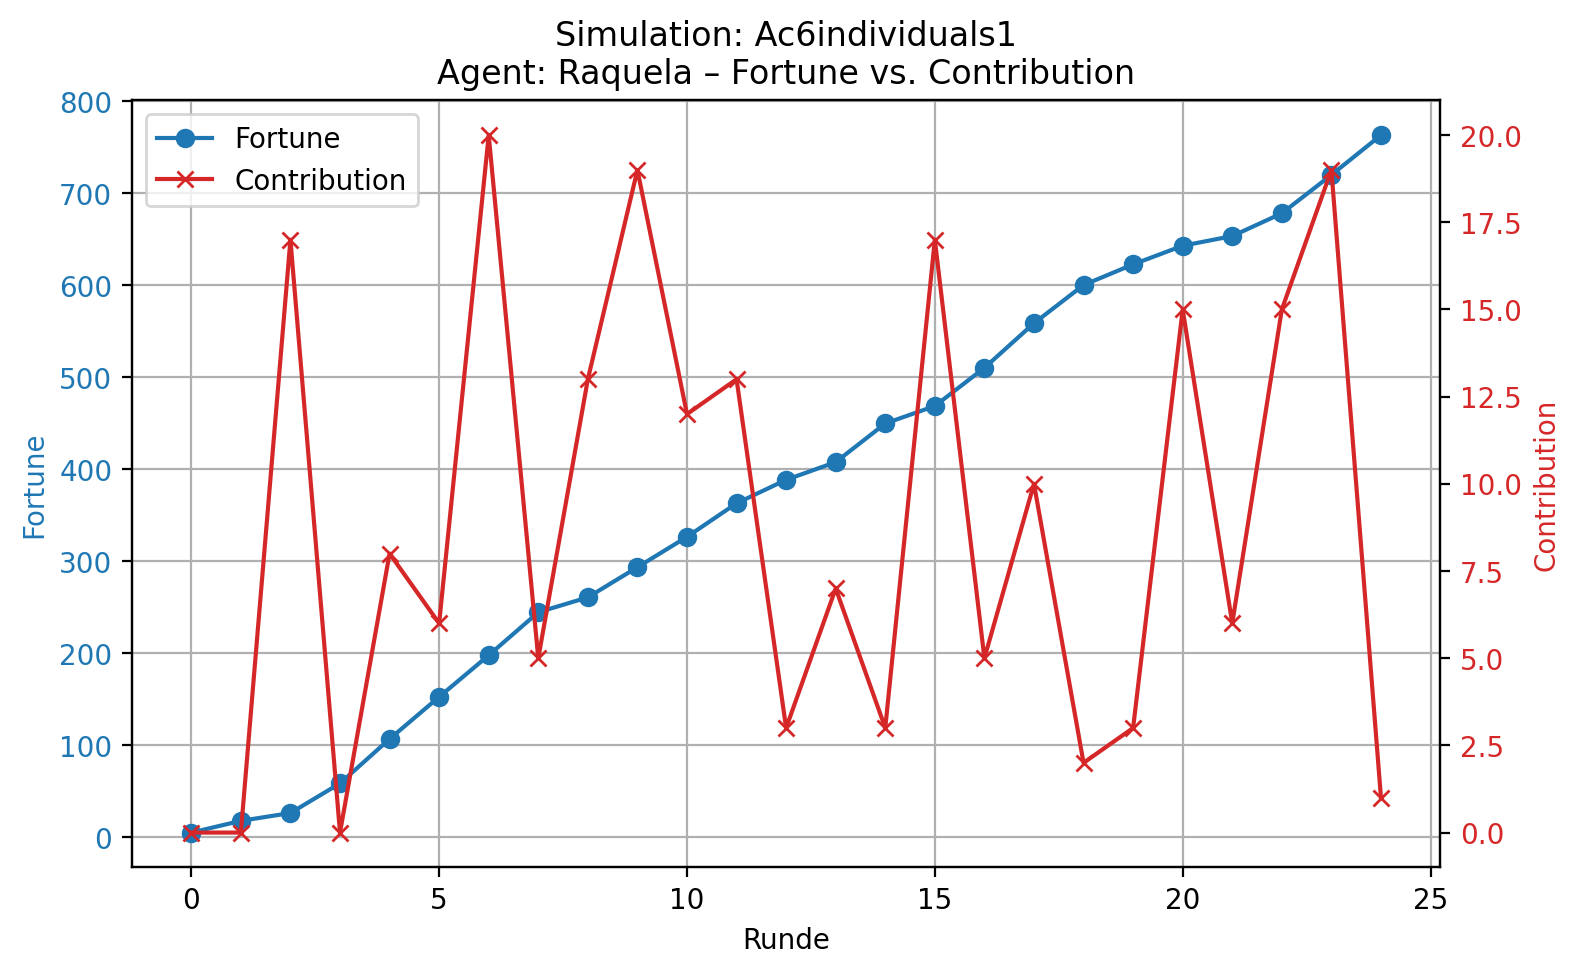 Simulation: Ac6individuals1
Agent: Raquela – Fortune vs. Contribution
Fortune
Contribution
800
700
600
500
400
300
200
100
0
Fortune
20.0
17.5
15.0
12.5
10.0
7.5
5.0
2.5
0.0
Contribution
0 5 10 15 20 25
Runde